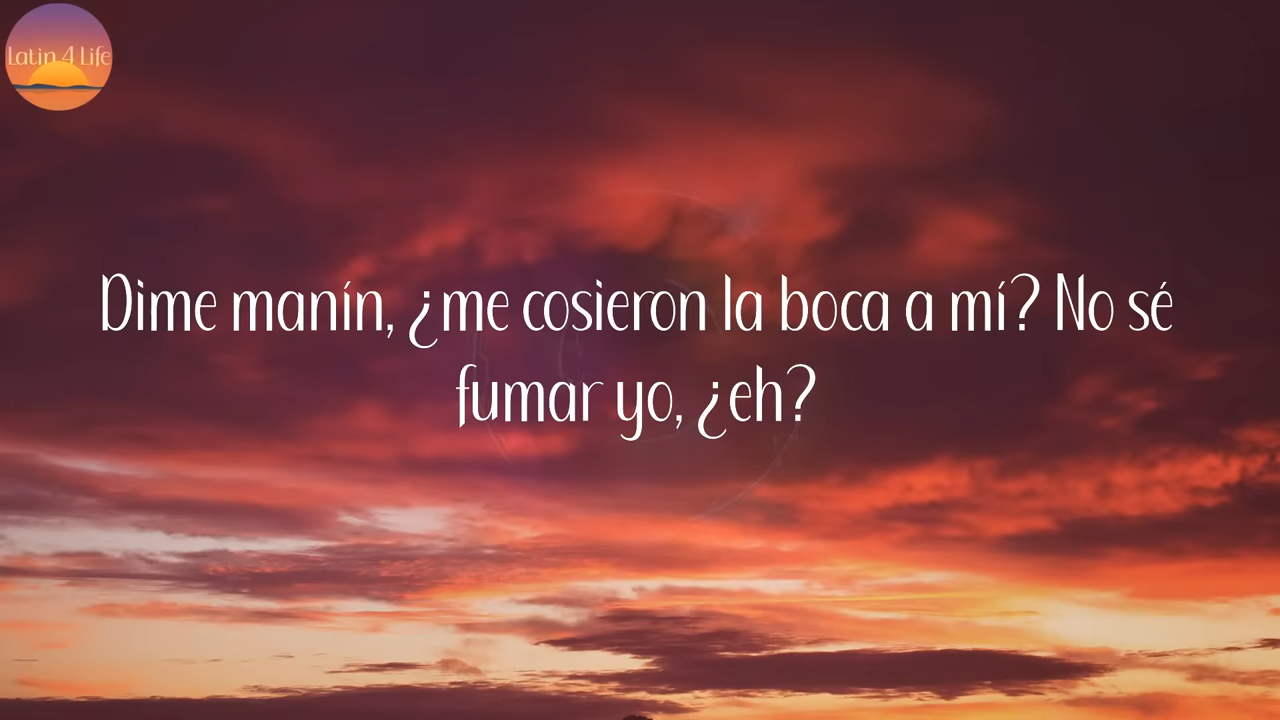 Latin 4 Life
Dime manín, ¿me cosieron la boca a mí? No sé
fumar yo, ¿eh?